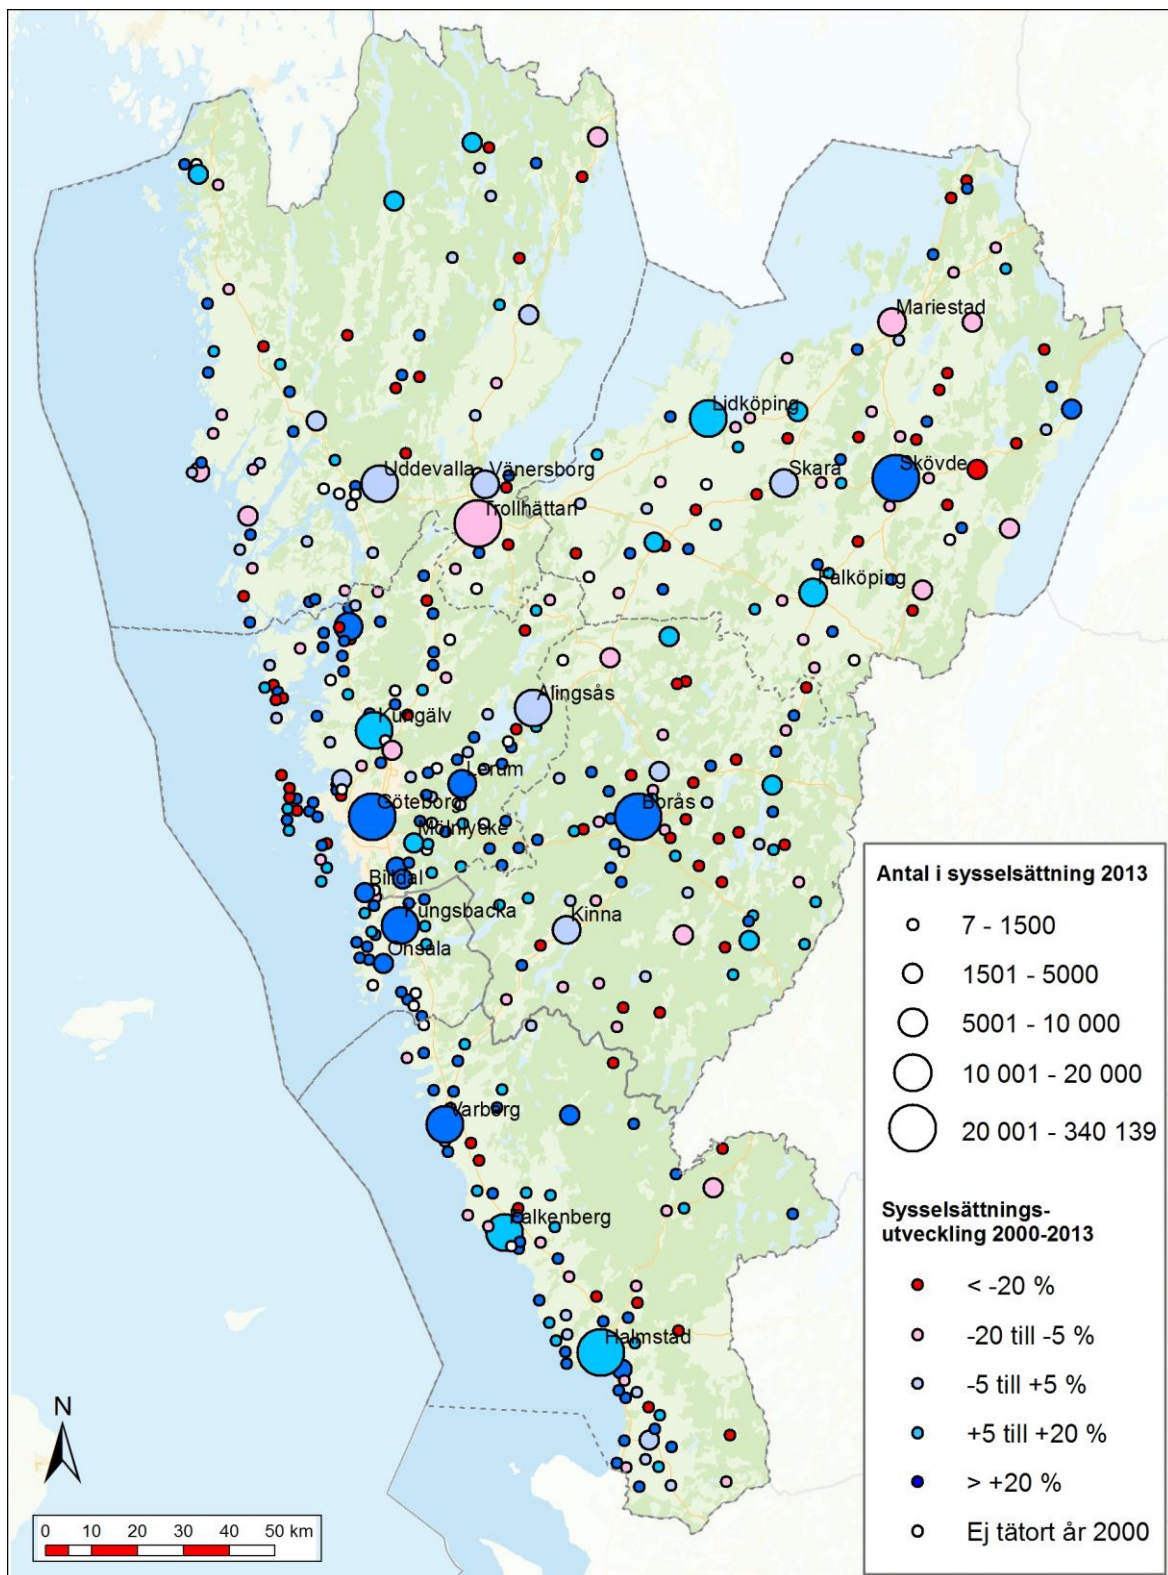 Mariestad
Lidköping
Skara
Skövde
Uddevalla
Vänersborg
Trollhättan
Falköping
Alingsås
Kungälv
Lerum
Göteborg
Borås
Mölnlycke
Billdal
Kungsbacka
Kinna
Onsala
Varberg
Falkenberg
Halmstad
Antal i sysselsättning 2013
7 - 1500
1501 - 5000
5001 - 10 000
10 001 - 20 000
20 001 - 340 139
Sysselsättnings-
utveckling 2000-2013
< -20 %
-20 till -5 %
-5 till +5 %
+5 till +20 %
> +20 %
Ej tätort år 2000
N
0 10 20 30 40 50 km